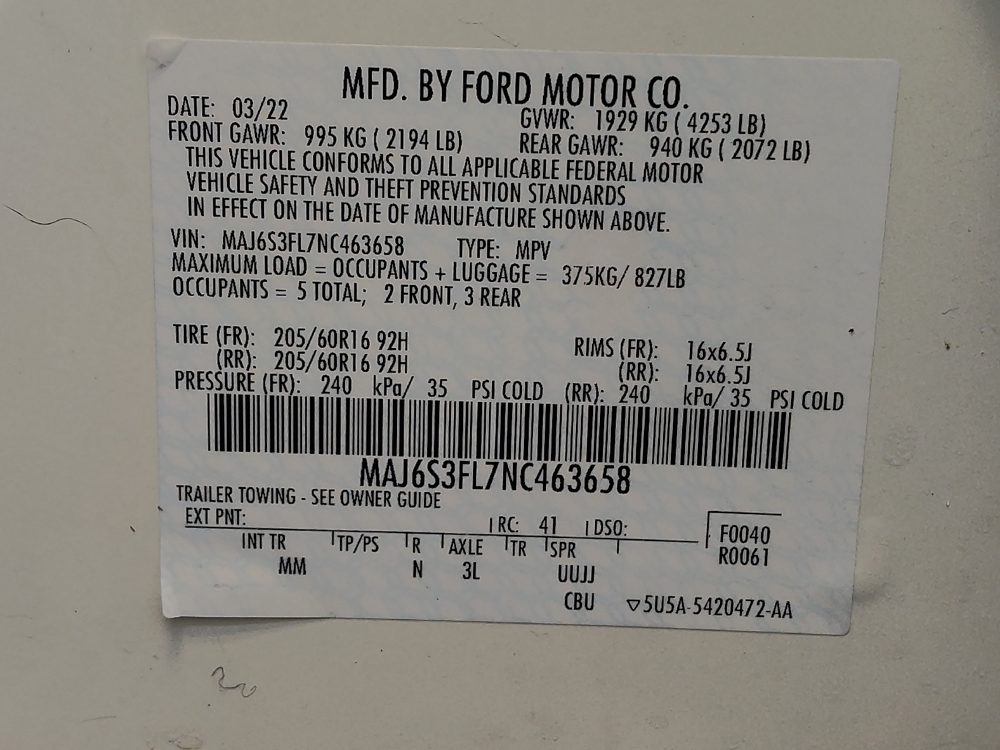 MFD. BY FORD MOTOR CO.
DATE: 03/22 GVWR: 1929 KG ( 4253 LB)
FRONT GAWR: 995 KG ( 2194 LB) REAR GAWR: 940 KG ( 2072 LB)
THIS VEHICLE CONFORMS TO ALL APPLICABLE FEDERAL MOTOR
VEHICLE SAFETY AND THEFT PREVENTION STANDARDS
IN EFFECT ON THE DATE OF MANUFACTURE SHOWN ABOVE.
VIN: MAJ6S3FL7NC463658 TYPE: MPV
MAXIMUM LOAD = OCCUPANTS + LUGGAGE = 375KG/ 827LB
OCCUPANTS = 5 TOTAL; 2 FRONT, 3 REAR
TIRE (FR): 205/60R16 92H RIMS (FR): 16x6.5J
(RR): 205/60R16 92H (RR): 16x6.5J
PRESSURE (FR): 240 kPa/ 35 PSI COLD (RR): 240 kPa/ 35 PSI COLD
MAJ6S3FL7NC463658
TRAILER TOWING - SEE OWNER GUIDE
EXT PNT: RC: 41 DSO: F0040
INT TR TP/PS R AXLE TR SPR R0061
MM N 3L UUJJ
CBU ▽5U5A-5420472-AA